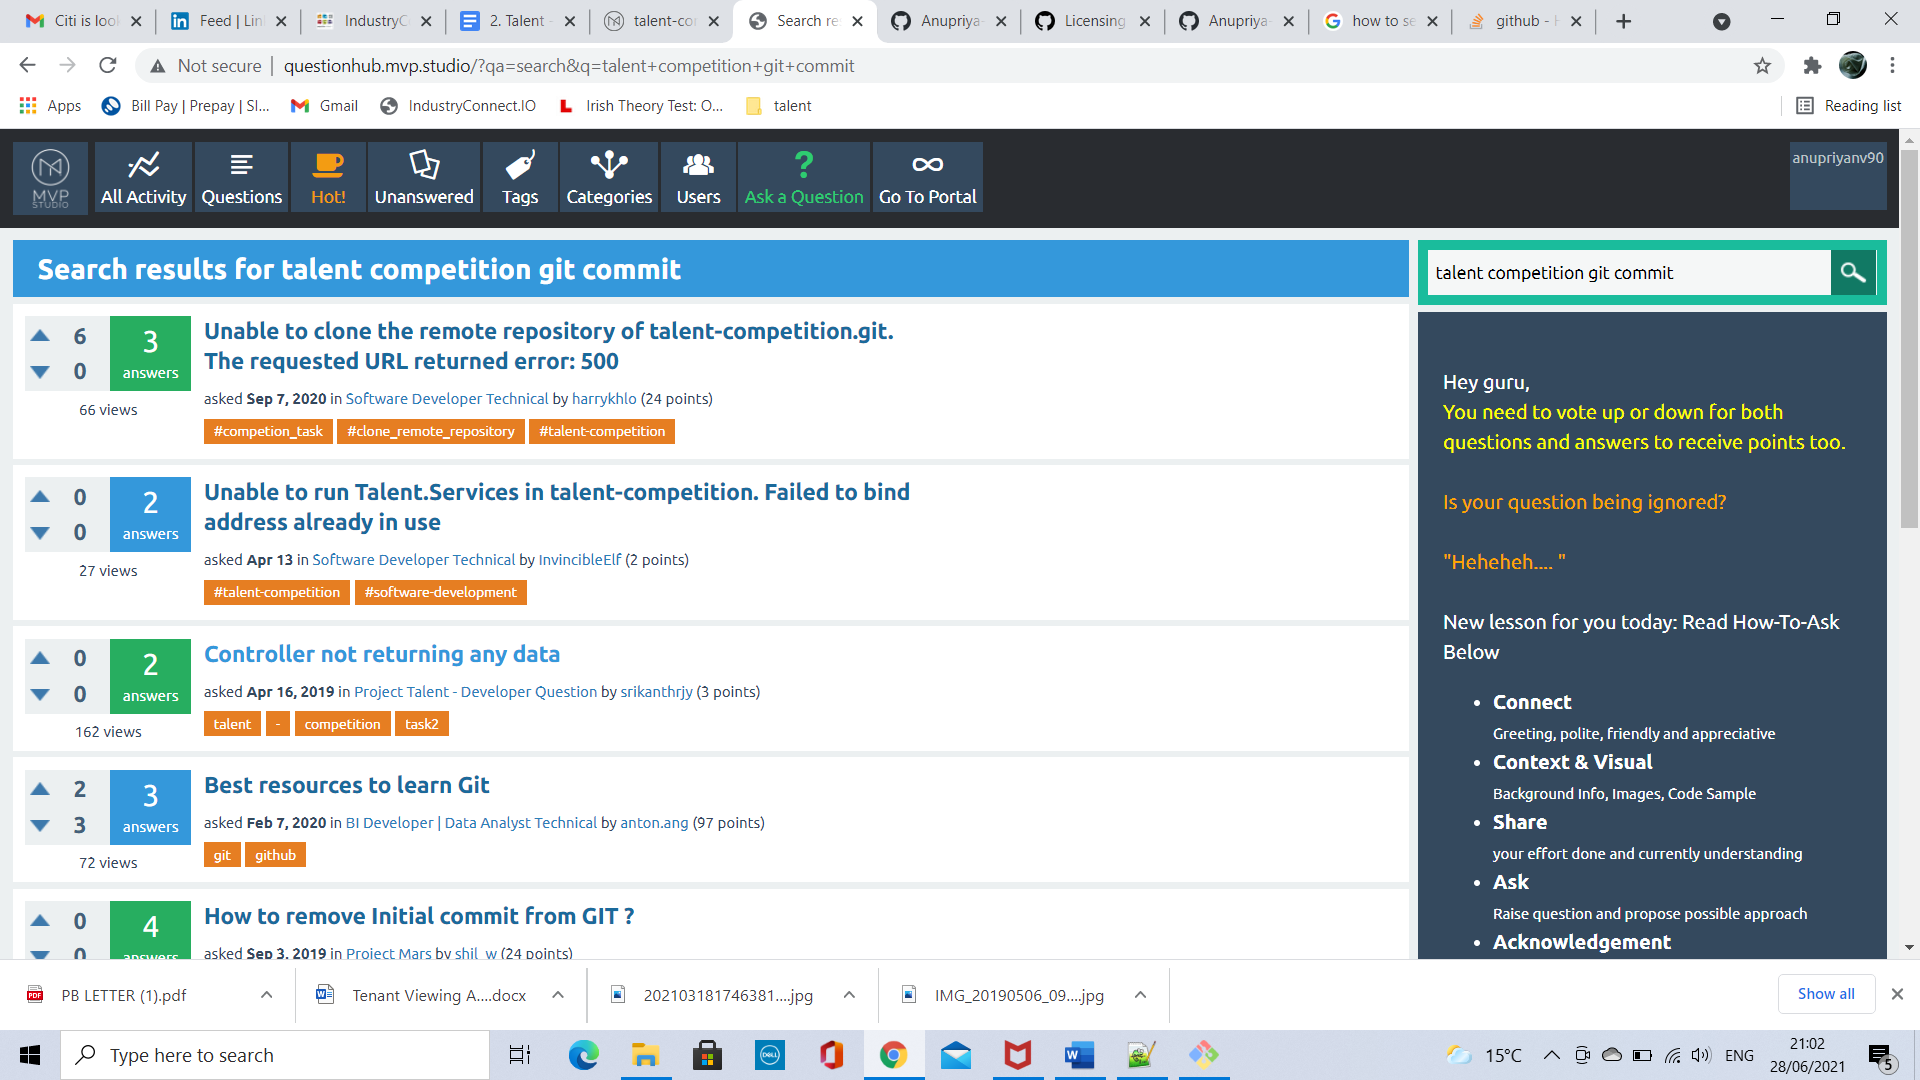 Citi is look
Feed | Lin
IndustryC
2. Talent -
talent-con
Search re
Anupriya-
Licensing
Anupriya-
how to se
github - H
Not secure
questionhub.mvp.studio/?qa=search&q=talent+competition+git+commit
Apps
Bill Pay | Prepay | Sl...
Gmail
IndustryConnect.IO
Irish Theory Test: O...
talent
Reading list
MVP
STUDIO
All Activity
Questions
Hot!
Unanswered
Tags
Categories
Users
?
Ask a Question
Go To Portal
anupriyanv90
Search results for talent competition git commit
6
0
3
answers
66 views
Unable to clone the remote repository of talent-competition.git.
The requested URL returned error: 500
asked Sep 7, 2020 in Software Developer Technical by harrykhlo (24 points)
#competion_task
#clone_remote_repository
#talent-competition
0
0
2
answers
27 views
Unable to run Talent.Services in talent-competition. Failed to bind
address already in use
asked Apr 13 in Software Developer Technical by InvincibleElf (2 points)
#talent-competition
#software-development
0
0
2
answers
162 views
Controller not returning any data
asked Apr 16, 2019 in Project Talent - Developer Question by srikanthrjy (3 points)
talent
-
competition
task2
2
3
3
answers
72 views
Best resources to learn Git
asked Feb 7, 2020 in BI Developer | Data Analyst Technical by anton.ang (97 points)
git
github
0
0
4
answers
How to remove Initial commit from GIT ?
asked Sep 3, 2019 in Project Mars by shil_w (24 points)
talent competition git commit
Hey guru,
You need to vote up or down for both
questions and answers to receive points too.
Is your question being ignored?
"Heheheh.... "
New lesson for you today: Read How-To-Ask
Below
• Connect
Greeting, polite, friendly and appreciative
• Context & Visual
Background Info, Images, Code Sample
• Share
your effort done and currently understanding
• Ask
Raise question and propose possible approach
• Acknowledgement
PDF
PB LETTER (1).pdf
Tenant Viewing A....docx
202103181746381....jpg
IMG_20190506_09....jpg
Show all
Type here to search
DELL
15°C
ENG
21:02
28/06/2021
5